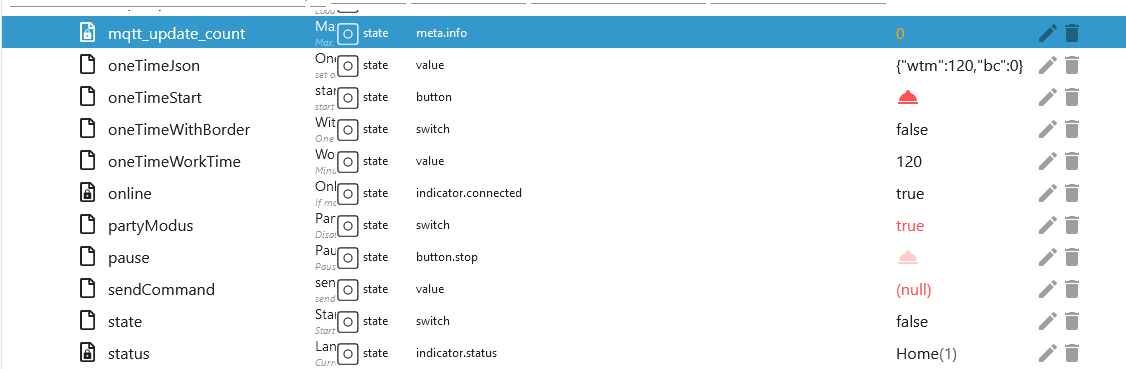 mqtt_update_count Ma. state meta.info 0
Max.
oneTimeJson One state value {"wtm":120,"bc":0}
set o
oneTimeStart star state button
start
oneTimeWithBorder Wit state switch false
One
oneTimeWorkTime Wo state value 120
Minu
online Onl state indicator.connected true
If mo
partyModus Par state switch true
Disal
pause Pau state button.stop
Paus
sendCommand sen state value (null)
send
state Star state switch false
Start
status Lan state indicator.status Home(1)
Curre